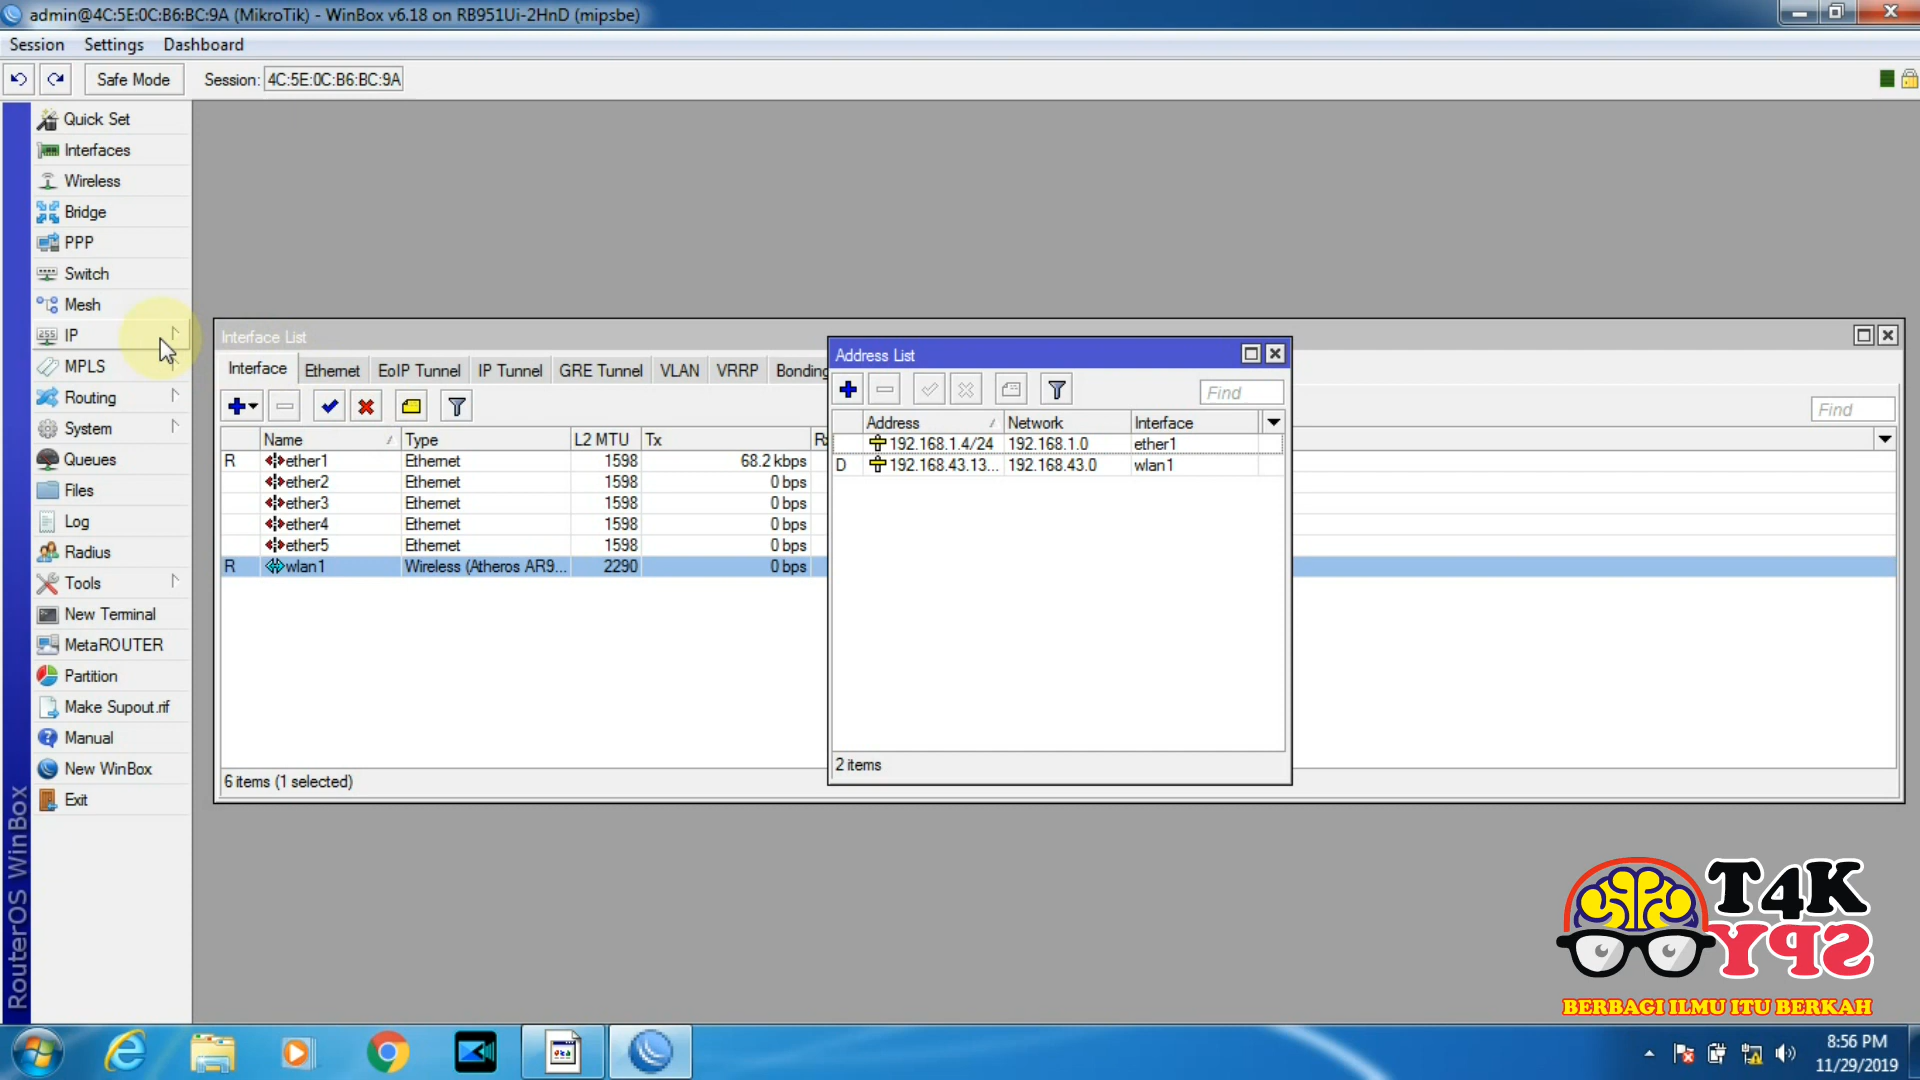 admin@4C:5E:0C:B6:BC:9A (MikroTik) - WinBox v6.18 on RB951Ui-2HnD (mipsbe)
Session Settings Dashboard
Safe Mode Session: 4C:5E:0C:B6:BC:9A
Quick Set
Interfaces
Wireless
Bridge
PPP
Switch
Mesh
IP
MPLS
Routing
System
Queues
Files
Log
Radius
Tools
New Terminal
MetaROUTER
Partition
Make Supout.rif
Manual
New WinBox
Exit
RouterOS WinBox
Interface List
Interface Ethernet EoIP Tunnel IP Tunnel GRE Tunnel VLAN VRRP Bonding
Find
Name Type L2 MTU Tx
R ether1 Ethernet 1598 68.2 kbps
ether2 Ethernet 1598 0 bps
ether3 Ethernet 1598 0 bps
ether4 Ethernet 1598 0 bps
ether5 Ethernet 1598 0 bps
R wlan1 Wireless (Atheros AR9... 2290 0 bps
6 items (1 selected)
Address List
Find
Address Network Interface
192.168.1.4/24 192.168.1.0 ether1
D 192.168.43.13... 192.168.43.0 wlan1
2 items
T4K
SPY
BERBAGI ILMU ITU BERKAH
8:56 PM
11/29/2019